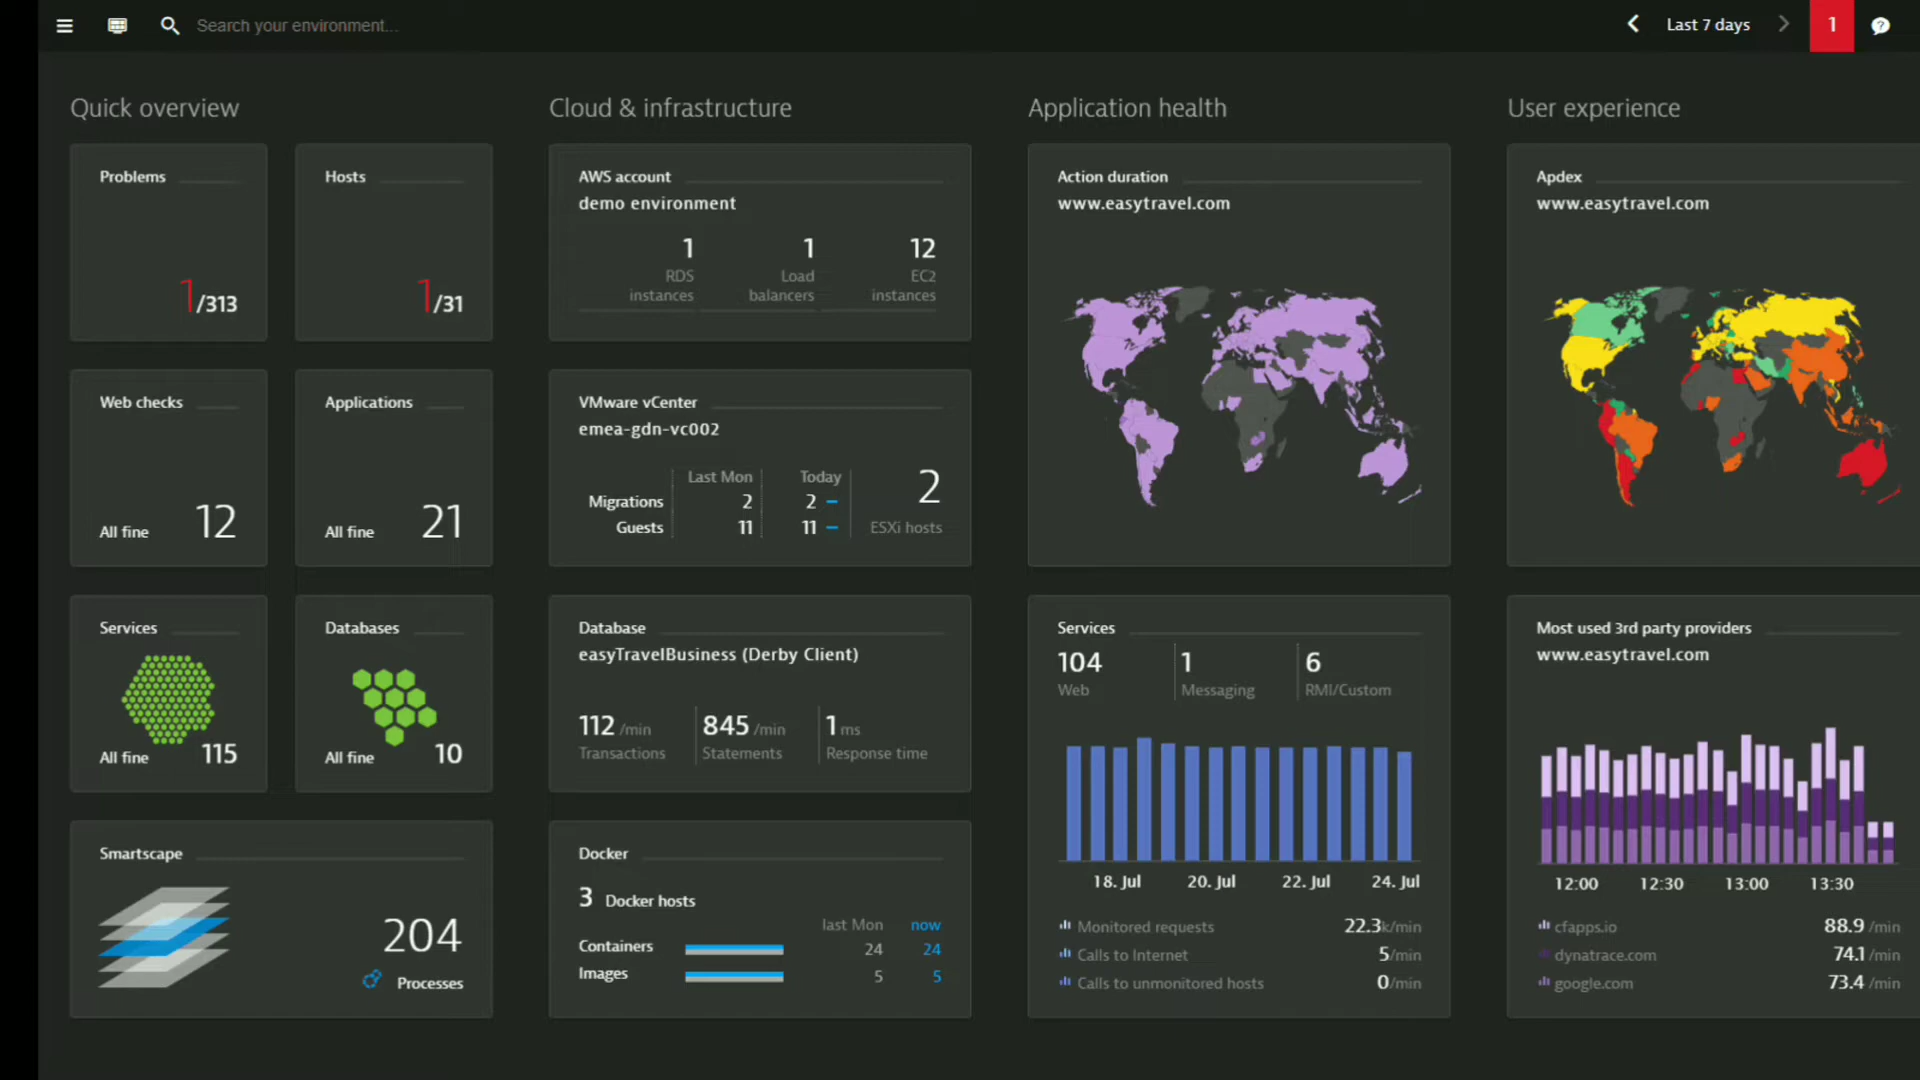 Search your environment...
Last 7 days
1
Quick overview
Problems
1/313
Hosts
1/31
Web checks
All fine 12
Applications
All fine 21
Services
All fine 115
Databases
All fine 10
Smartscape
204
Processes
Cloud & infrastructure
AWS account
demo environment
1 1 12
RDS Load EC2
instances balancers instances
VMware vCenter
emea-gdn-vc002
Last Mon Today 2
Migrations 2 2
Guests 11 11 ESXi hosts
Database
easyTravelBusiness (Derby Client)
112 /min 845 /min 1 ms
Transactions Statements Response time
Docker
3 Docker hosts
last Mon now
Containers 24 24
Images 5 5
Application health
Action duration
www.easytravel.com
Services
104 1 6
Web Messaging RMI/Custom
18. Jul 20. Jul 22. Jul 24. Jul
Monitored requests 22.3k/min
Calls to Internet 5/min
Calls to unmonitored hosts 0/min
User experience
Apdex
www.easytravel.com
Most used 3rd party providers
www.easytravel.com
12:00 12:30 13:00 13:30
cfapps.io 88.9 /min
dynatrace.com 74.1 /min
google.com 73.4 /min